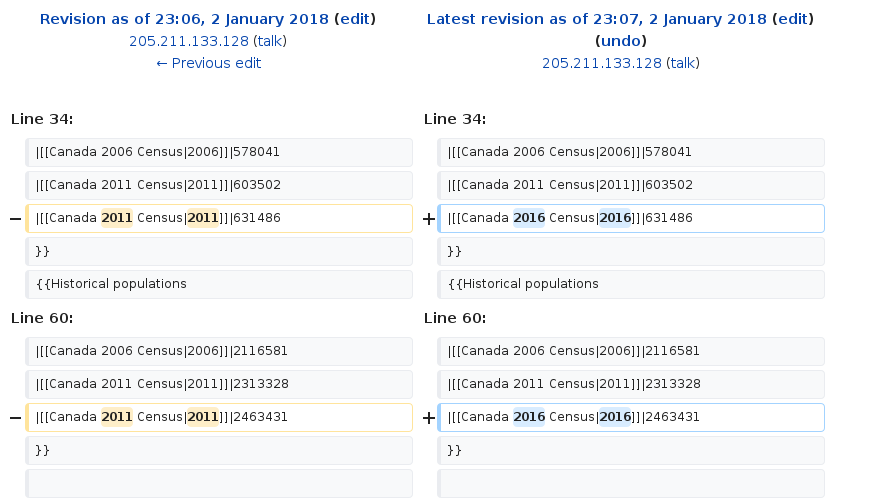 Revision as of 23:06, 2 January 2018 (edit)
205.211.133.128 (talk)
← Previous edit
Latest revision as of 23:07, 2 January 2018 (edit)
(undo)
205.211.133.128 (talk)
Line 34:
Line 34:
|[[Canada 2006 Census|2006]]|578041
|[[Canada 2006 Census|2006]]|578041
|[[Canada 2011 Census|2011]]|603502
|[[Canada 2011 Census|2011]]|603502
− |[[Canada 2011 Census|2011]]|631486
+ |[[Canada 2016 Census|2016]]|631486
}}
}}
{{Historical populations
{{Historical populations
Line 60:
Line 60:
|[[Canada 2006 Census|2006]]|2116581
|[[Canada 2006 Census|2006]]|2116581
|[[Canada 2011 Census|2011]]|2313328
|[[Canada 2011 Census|2011]]|2313328
− |[[Canada 2011 Census|2011]]|2463431
+ |[[Canada 2016 Census|2016]]|2463431
}}
}}